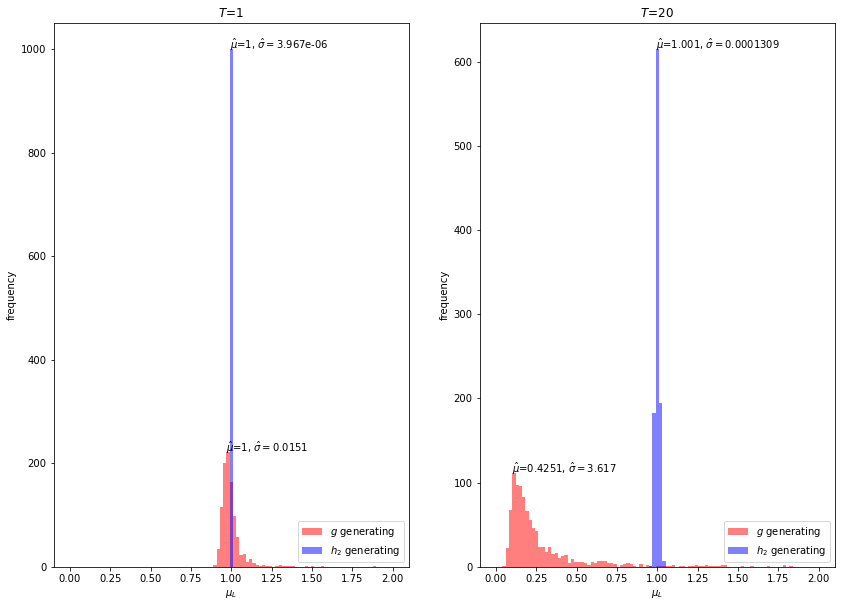 T=1
μ̂=1, σ̂ = 3.967e-06
μ̂=1, σ̂ = 0.0151
frequency
1000
800
600
400
200
0
0.00 0.25 0.50 0.75 1.00 1.25 1.50 1.75 2.00
μ_L
g generating
h₂ generating
T=20
μ̂=1.001, σ̂ = 0.0001309
μ̂=0.4251, σ̂ = 3.617
frequency
600
500
400
300
200
100
0
0.00 0.25 0.50 0.75 1.00 1.25 1.50 1.75 2.00
μ_L
g generating
h₂ generating